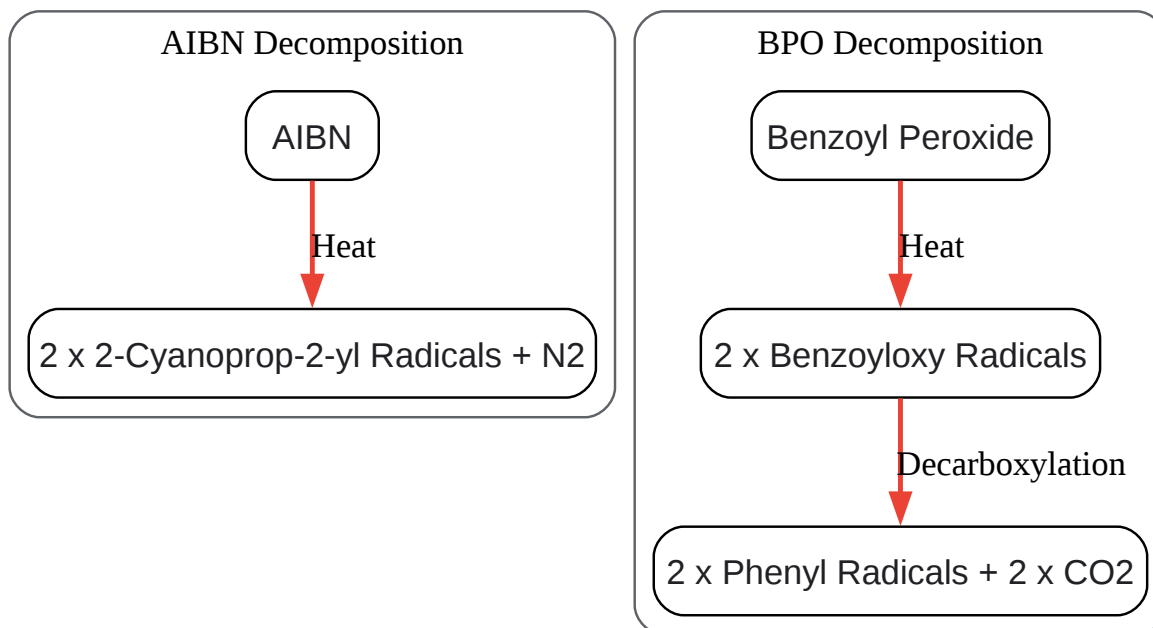 AIBN Decomposition
AIBN
Heat
2 x 2-Cyanoprop-2-yl Radicals + N2
BPO Decomposition
Benzoyl Peroxide
Heat
2 x Benzoyloxy Radicals
Decarboxylation
2 x Phenyl Radicals + 2 x CO2